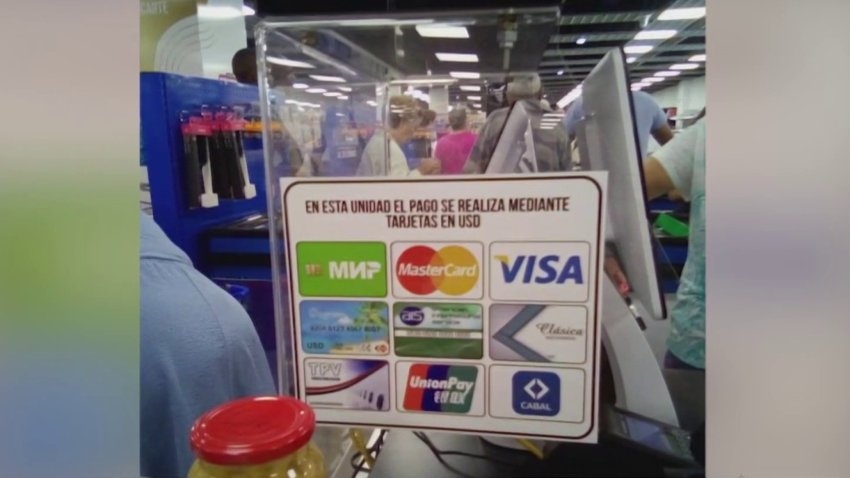 EN ESTA UNIDAD EL PAGO SE REALIZA MEDIANTE
TARJETAS EN USD
МИР
MasterCard
VISA
USD
AIS
Clásica
TPV
UnionPay
银联
CABAL